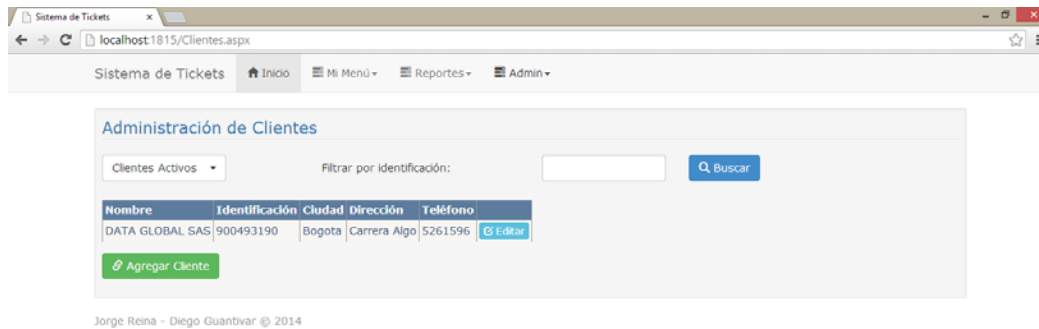 Sistema de Tickets
localhost:1815/Clientes.aspx
Sistema de Tickets Inicio Mi Menú Reportes Admin
Administración de Clientes
Clientes Activos Filtrar por identificación: Buscar
Nombre Identificación Ciudad Dirección Teléfono
DATA GLOBAL SAS 900493190 Bogota Carrera Algo 5261596 Editar
Agregar Cliente
Jorge Reina - Diego Guantivar © 2014